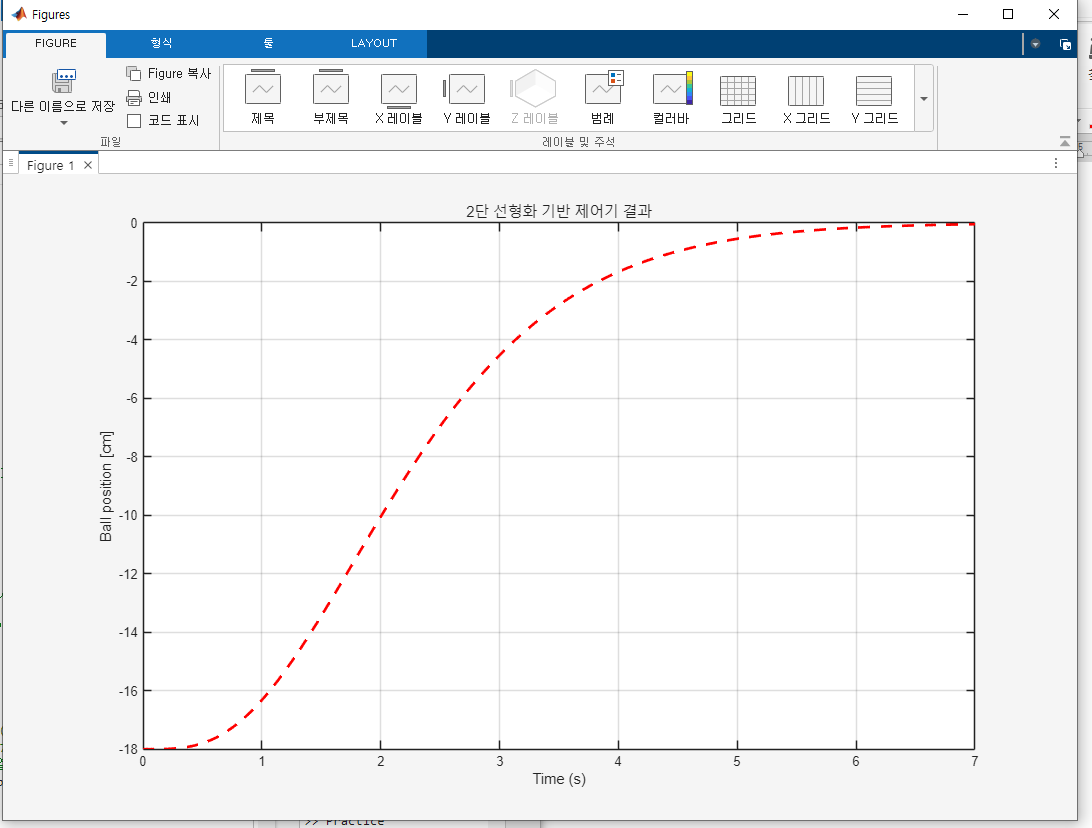 Figures
FIGURE 형식 툴 LAYOUT
다른 이름으로 저장
Figure 복사
인쇄
코드 표시
파일
제목 부제목 X 레이블 Y 레이블 Z 레이블 범례 컬러바 그리드 X 그리드 Y 그리드
레이블 및 주석
Figure 1
2단 선형화 기반 제어기 결과
Ball position [cm]
0
-2
-4
-6
-8
-10
-12
-14
-16
-18
0 1 2 3 4 5 6 7
Time (s)
>> Practice